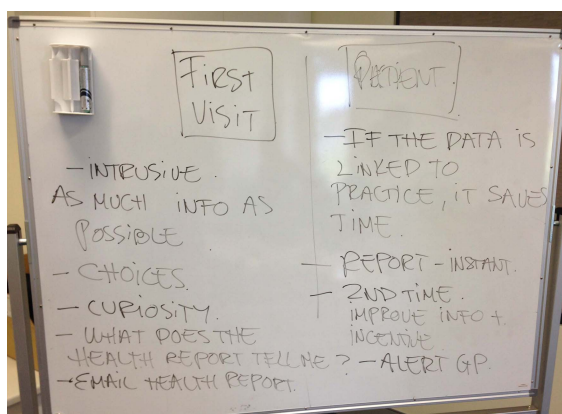 FIRST
VISIT
- INTRUSIVE.
AS MUCH INFO AS
POSSIBLE
- CHOICES.
- CURIOSITY.
- WHAT DOES THE
HEALTH REPORT TELL ME?
- EMAIL HEALTH REPORT.
PATIENT.
- IF THE DATA IS
LINKED TO
PRACTICE, IT SAVES
TIME.
- REPORT - INSTANT.
- 2ND TIME.
IMPROVE INFO +
INCENTIVE
- ALERT GP.